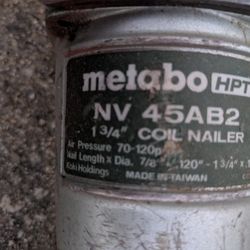 metabo HPT
NV 45AB2
1 3/4" COIL NAILER
Air Pressure 70-120p
Nail Length x Dia. 7/8" .120" - 1 3/4" x.1
Koki Holdings
MADE IN TAIWAN